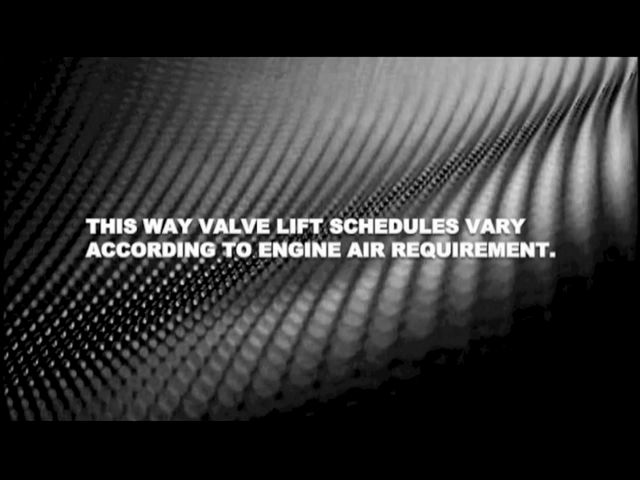 THIS WAY VALVE LIFT SCHEDULES VARY
ACCORDING TO ENGINE AIR REQUIREMENT.